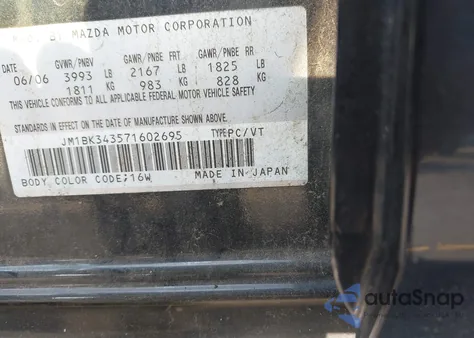 BY MAZDA MOTOR CORPORATION
DATE GVWR/PNBV GAWR/PNBE FRT GAWR/PNBE RR
06/06 3993 LB 2167 LB 1825 LB
1811 KG 983 KG 828 KG
THIS VEHICLE CONFORMS TO ALL APPLICABLE FEDERAL MOTOR VEHICLE SAFETY
STANDARDS IN EFFECT ON THE DATE OF MANUFACTURE SHOWN ABOVE.
JM1BK343571602695 TYPE PC/VT
BODY COLOR CODE;16W MADE IN JAPAN
autoSnap